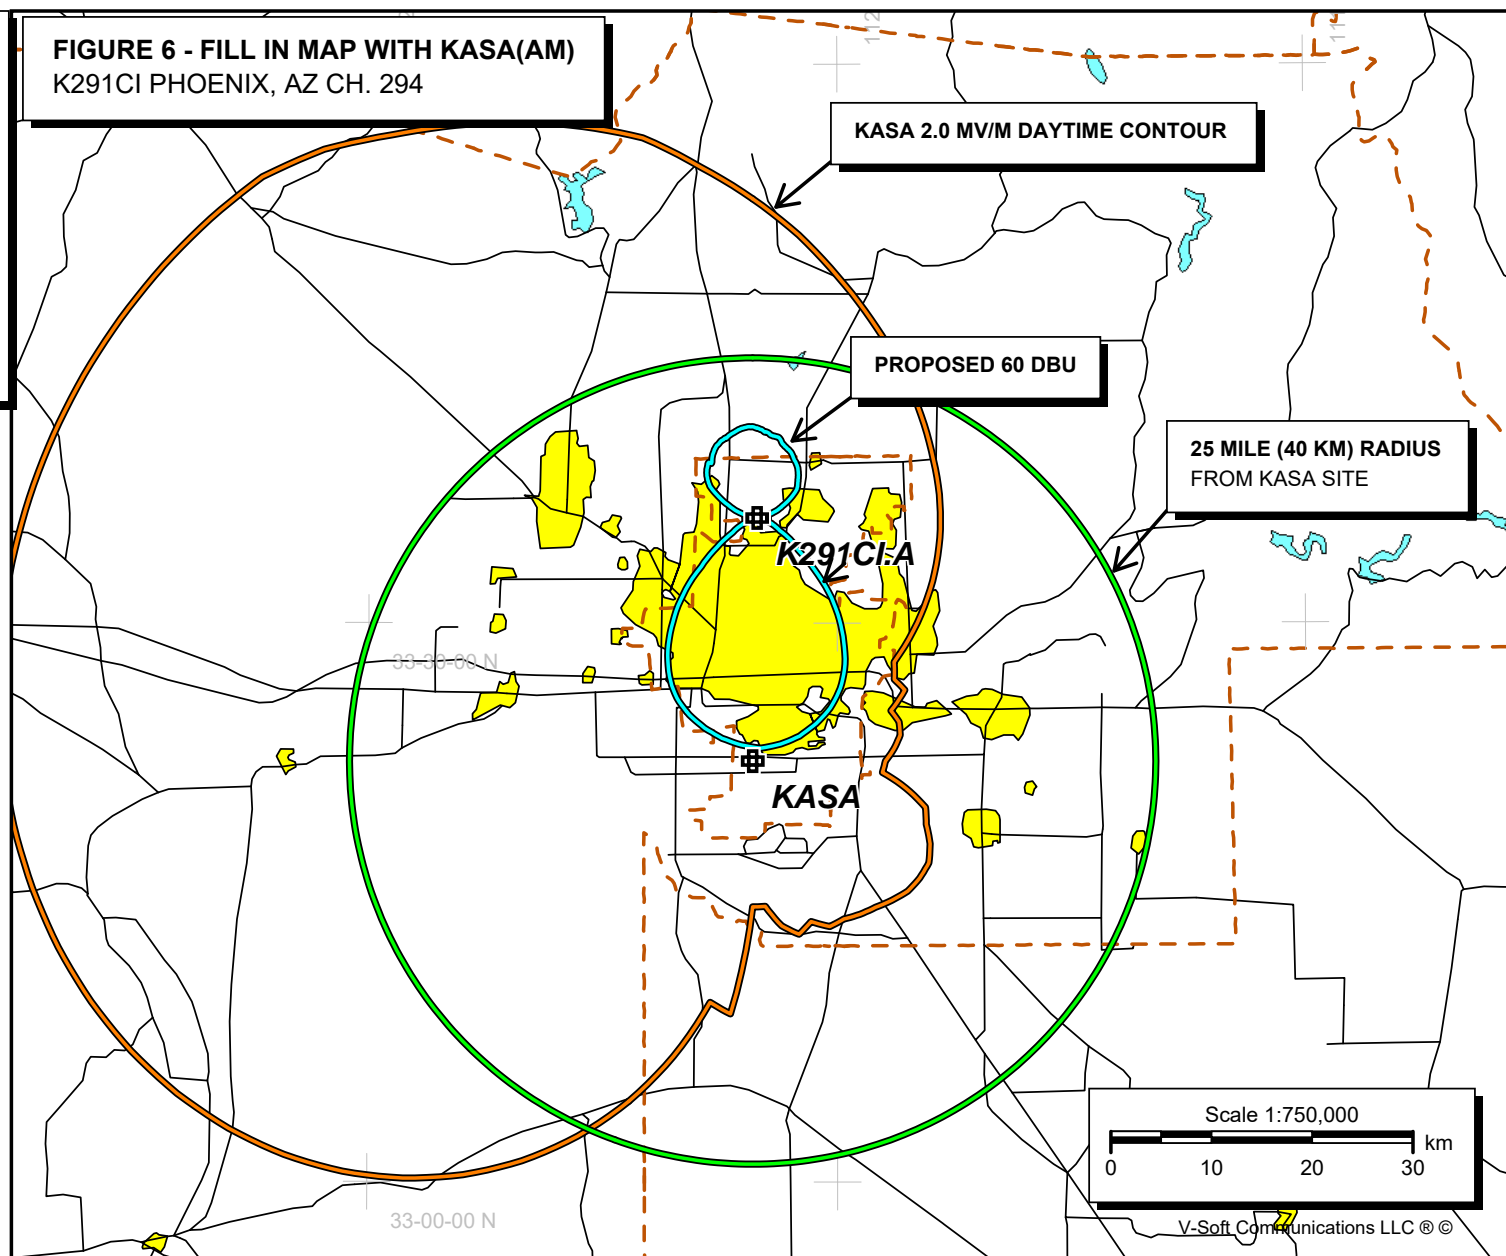 FIGURE 6 - FILL IN MAP WITH KASA(AM)
K291CI PHOENIX, AZ CH. 294
KASA 2.0 MV/M DAYTIME CONTOUR
PROPOSED 60 DBU
25 MILE (40 KM) RADIUS
FROM KASA SITE
K291CI.A
33-30-00 N
KASA
Scale 1:750,000
km
0 10 20 30
33-00-00 N
V-Soft Communications LLC ® ©